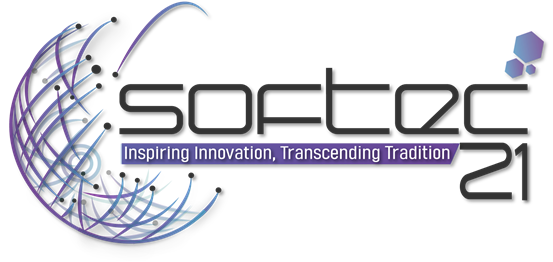 softec
Inspiring Innovation, Transcending Tradition
21